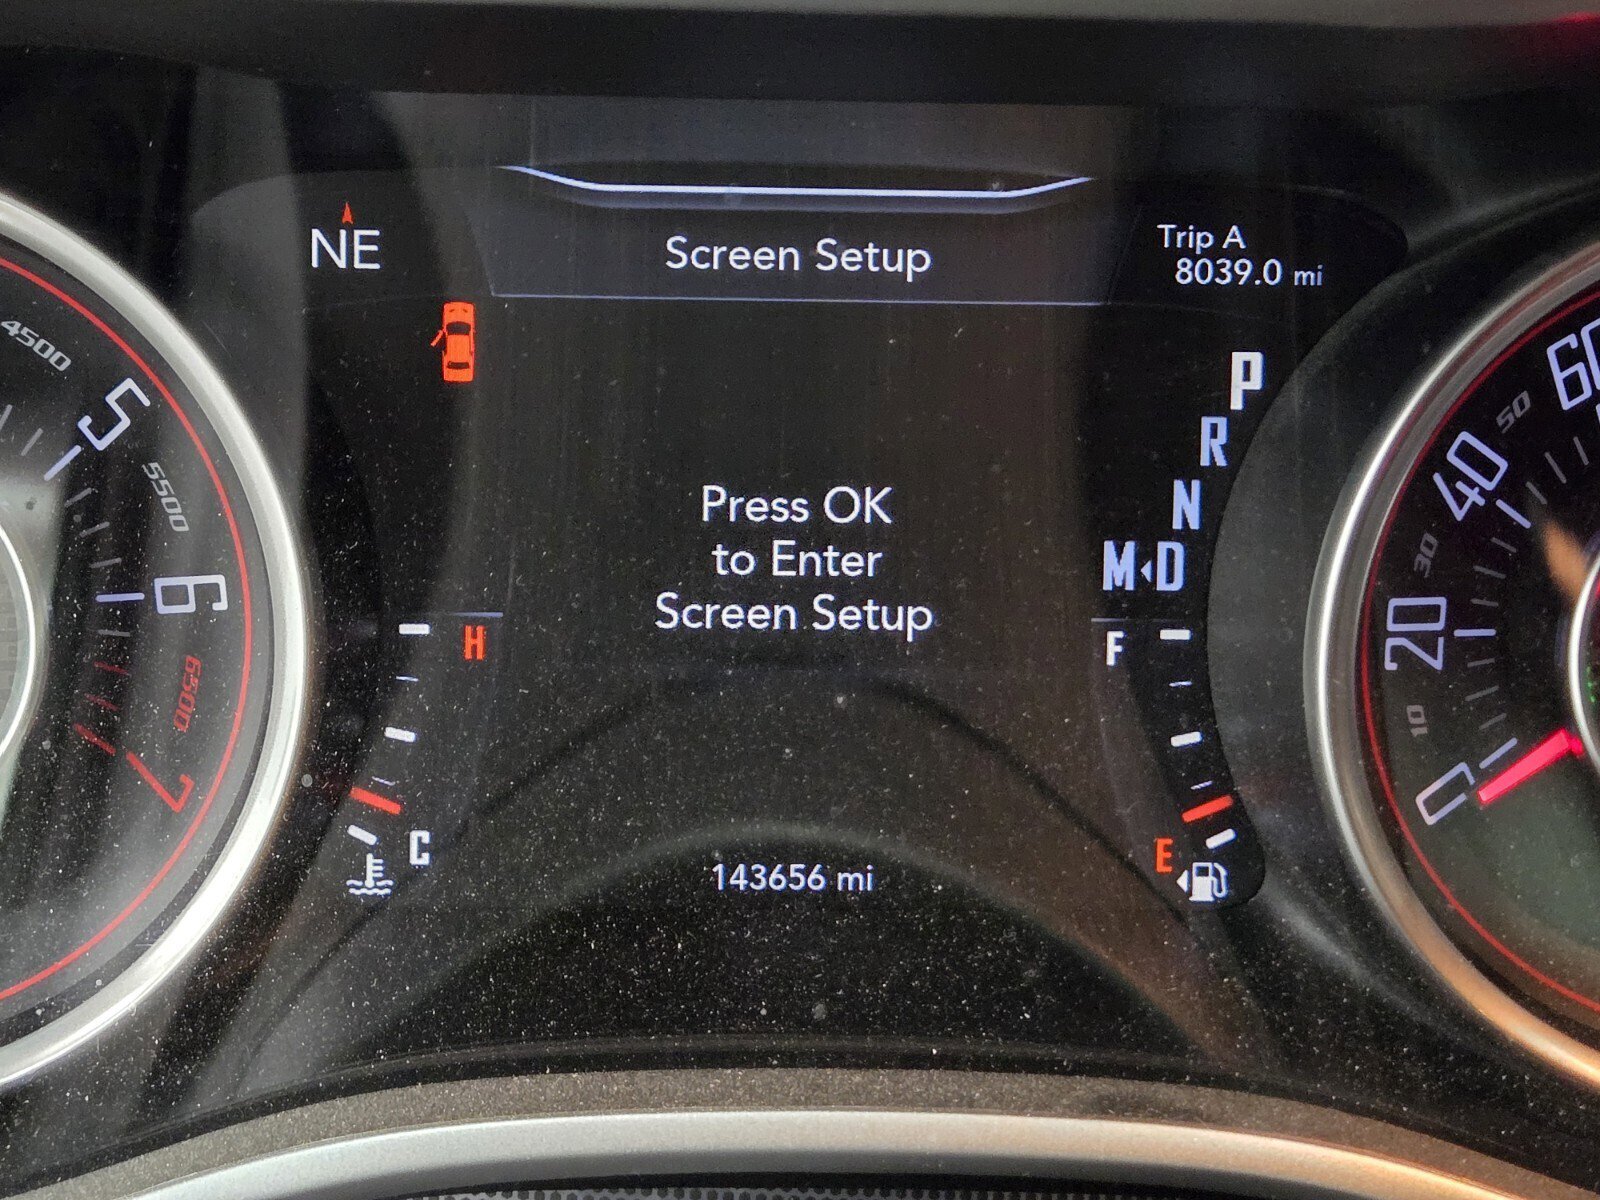 NE
Screen Setup
Trip A
8039.0 mi
4500
5
5500
6
6500
7
P
R
N
M◂D
Press OK
to Enter
Screen Setup
H
C
F
E
143656 mi
60
50
40
30
20
10
0